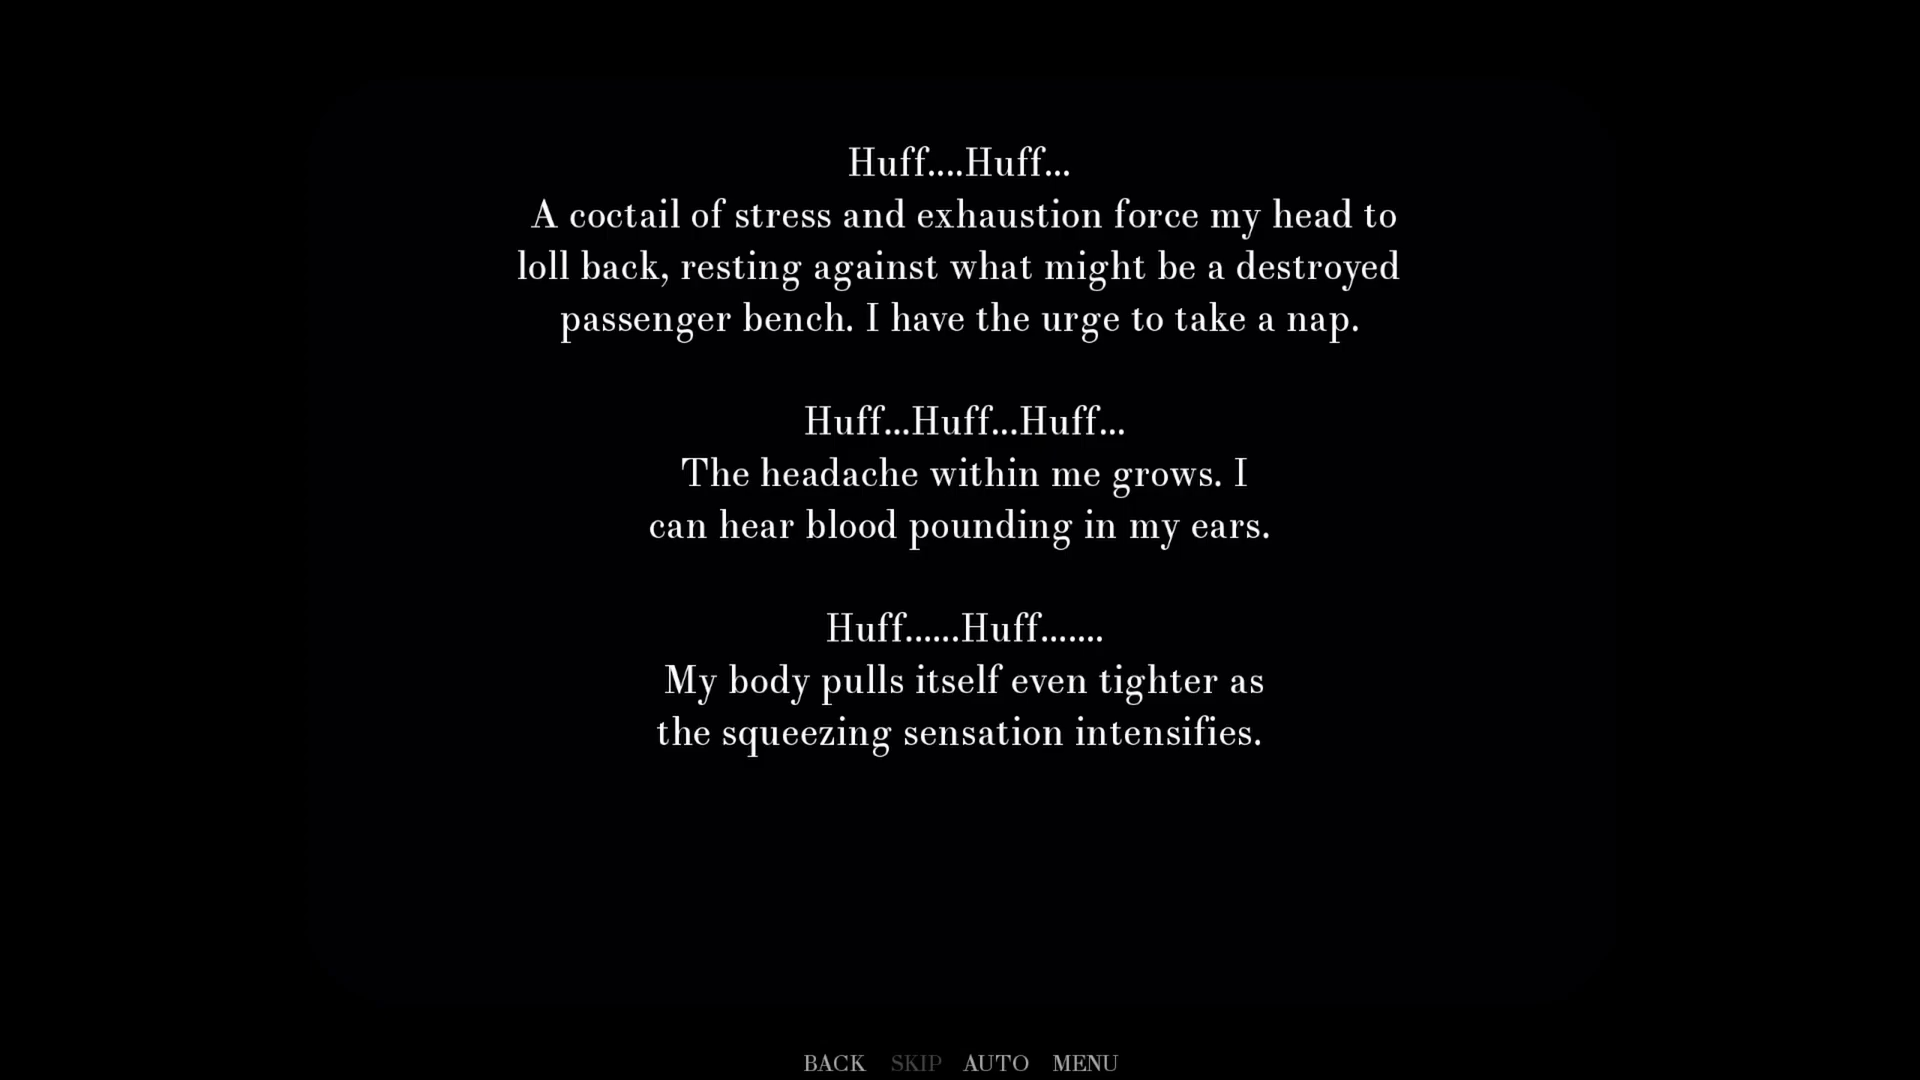 Huff....Huff...
A coctail of stress and exhaustion force my head to
loll back, resting against what might be a destroyed
passenger bench. I have the urge to take a nap.
Huff...Huff...Huff...
The headache within me grows. I
can hear blood pounding in my ears.
Huff......Huff.......
My body pulls itself even tighter as
the squeezing sensation intensifies.
BACK SKIP AUTO MENU